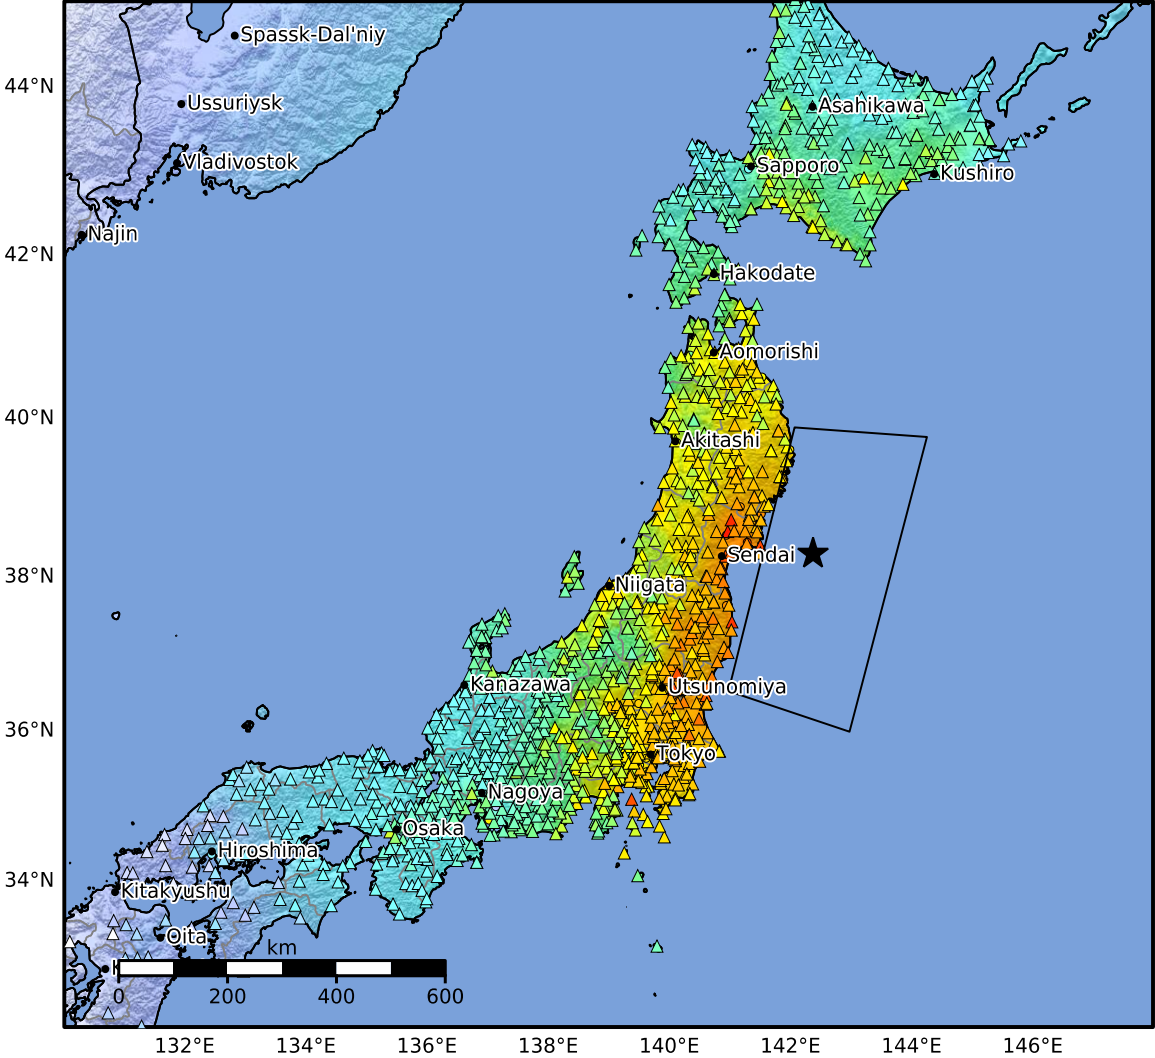 Spassk-Dal'niy
44°N
Ussuriysk
Asahikawa
Vladivostok
Sapporo
Kushiro
Najin
42°N
Hakodate
Aomorishi
40°N
Akitashi
Sendai
38°N
Niigata
Kanazawa
Utsunomiya
36°N
Tokyo
Nagoya
Osaka
Hiroshima
34°N
Kitakyushu
Oita
km
0 200 400 600
132°E 134°E 136°E 138°E 140°E 142°E 144°E 146°E